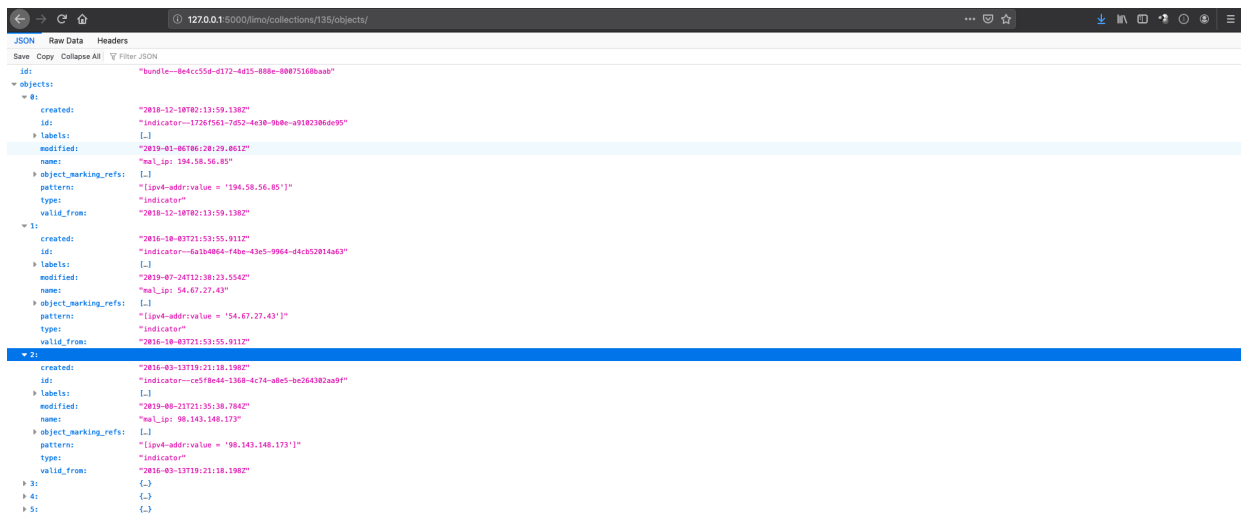 127.0.0.1:5000/limo/collections/135/objects/
JSON Raw Data Headers
Save Copy Collapse All Filter JSON
id: "bundle--8e4cc55d-d172-4d15-888e-80075168baab"
objects:
0:
created: "2018-12-10T02:13:59.138Z"
id: "indicator--1726f561-7d52-4e30-9b0e-a9102306de95"
labels: […]
modified: "2019-01-06T06:20:29.061Z"
name: "mal_ip: 194.58.56.85"
object_marking_refs: […]
pattern: "[ipv4-addr:value = '194.58.56.85']"
type: "indicator"
valid_from: "2018-12-10T02:13:59.138Z"
1:
created: "2016-10-03T21:53:55.911Z"
id: "indicator--6a1b4064-f4be-43e5-9964-d4cb52014a63"
labels: […]
modified: "2019-07-24T12:38:23.554Z"
name: "mal_ip: 54.67.27.43"
object_marking_refs: […]
pattern: "[ipv4-addr:value = '54.67.27.43']"
type: "indicator"
valid_from: "2016-10-03T21:53:55.911Z"
2:
created: "2016-03-13T19:21:18.198Z"
id: "indicator--ce5f8e44-1368-4c74-a8e5-be264302aa9f"
labels: […]
modified: "2019-08-21T21:35:38.784Z"
name: "mal_ip: 98.143.148.173"
object_marking_refs: […]
pattern: "[ipv4-addr:value = '98.143.148.173']"
type: "indicator"
valid_from: "2016-03-13T19:21:18.198Z"
3: {…}
4: {…}
5: {…}